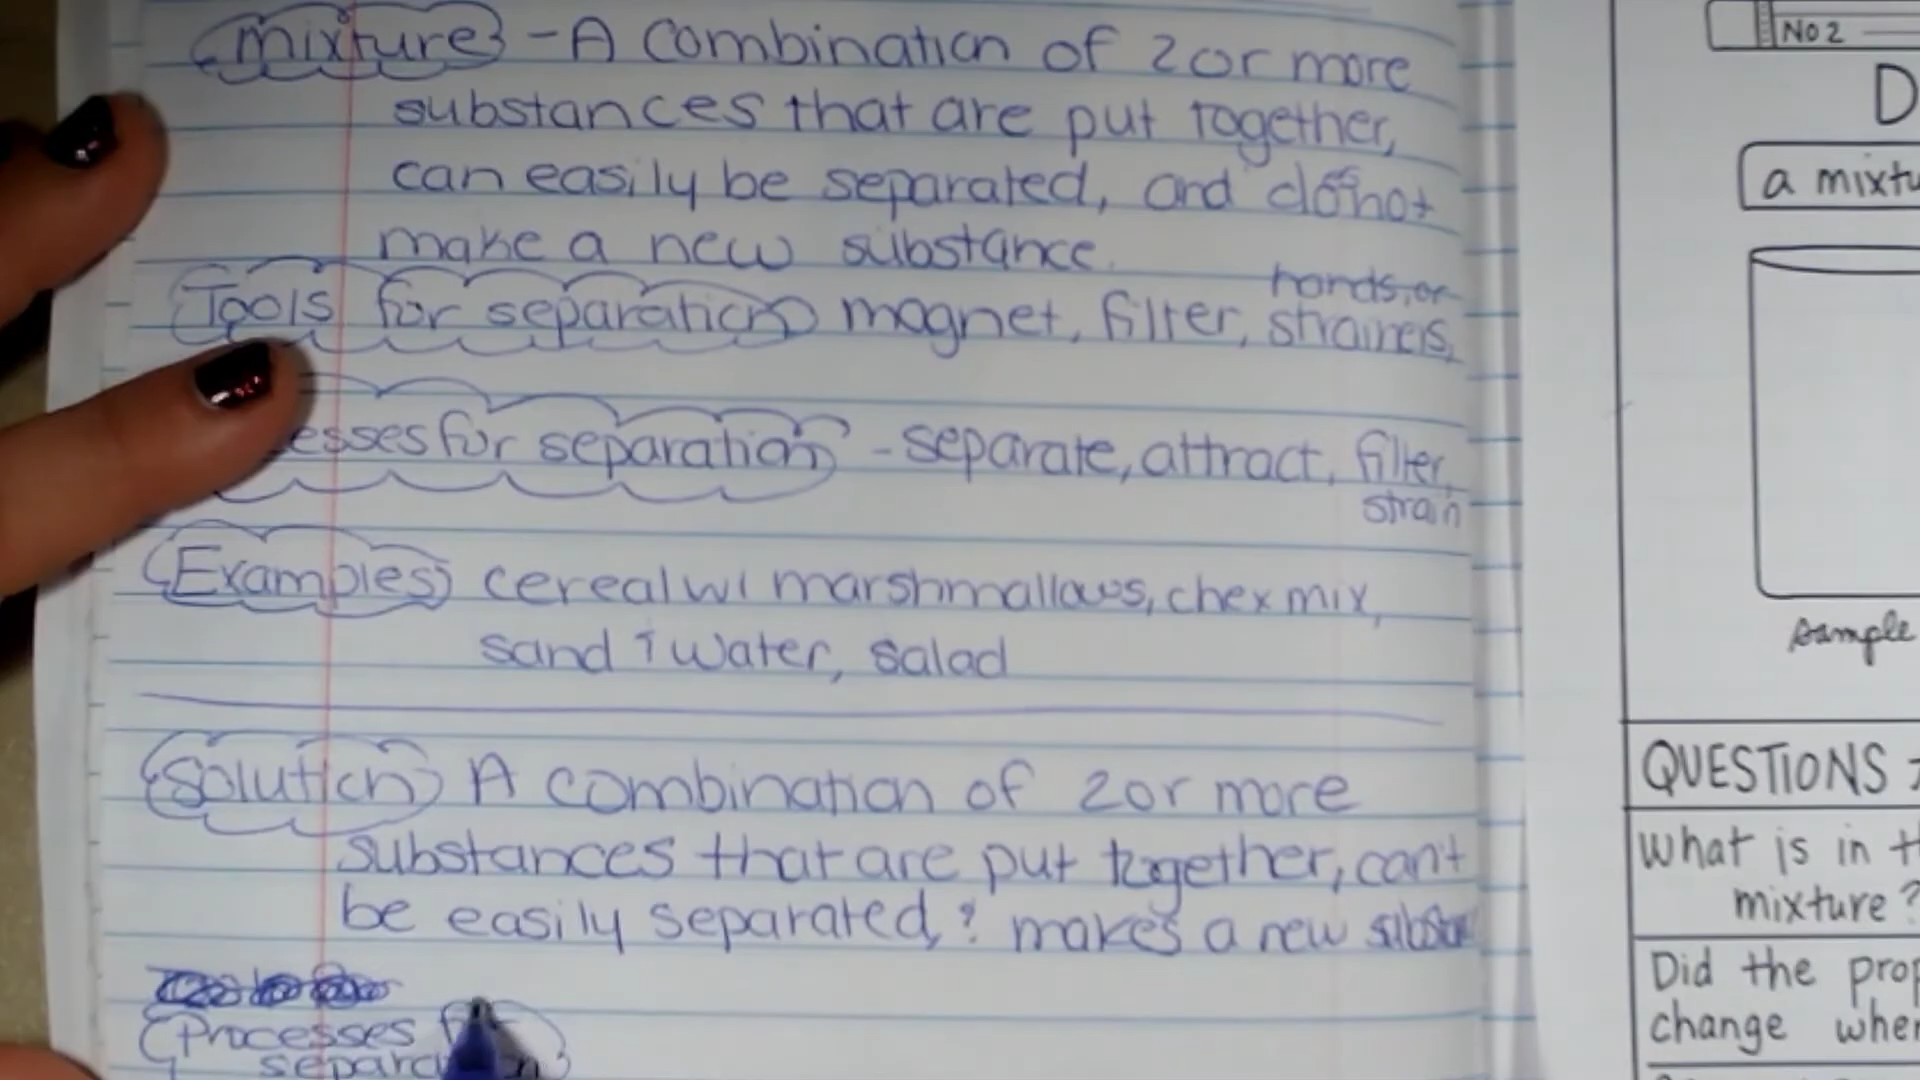 mixture - A combination of 2 or more
substances that are put together,
can easily be separated, and does not
make a new substance.
Tools for separation magnet, filter, strainers,
hands, or
esses for separation - separate, attract, filter,
strain
Examples cereal w/ marshmallows, chex mix,
sand & water, salad
Solution A combination of 2 or more
substances that are put together, can't
be easily separated, & makes a new
Processes
No 2
D
a mixtu
sample
QUESTIONS
What is in th
mixture?
Did the prop
change when